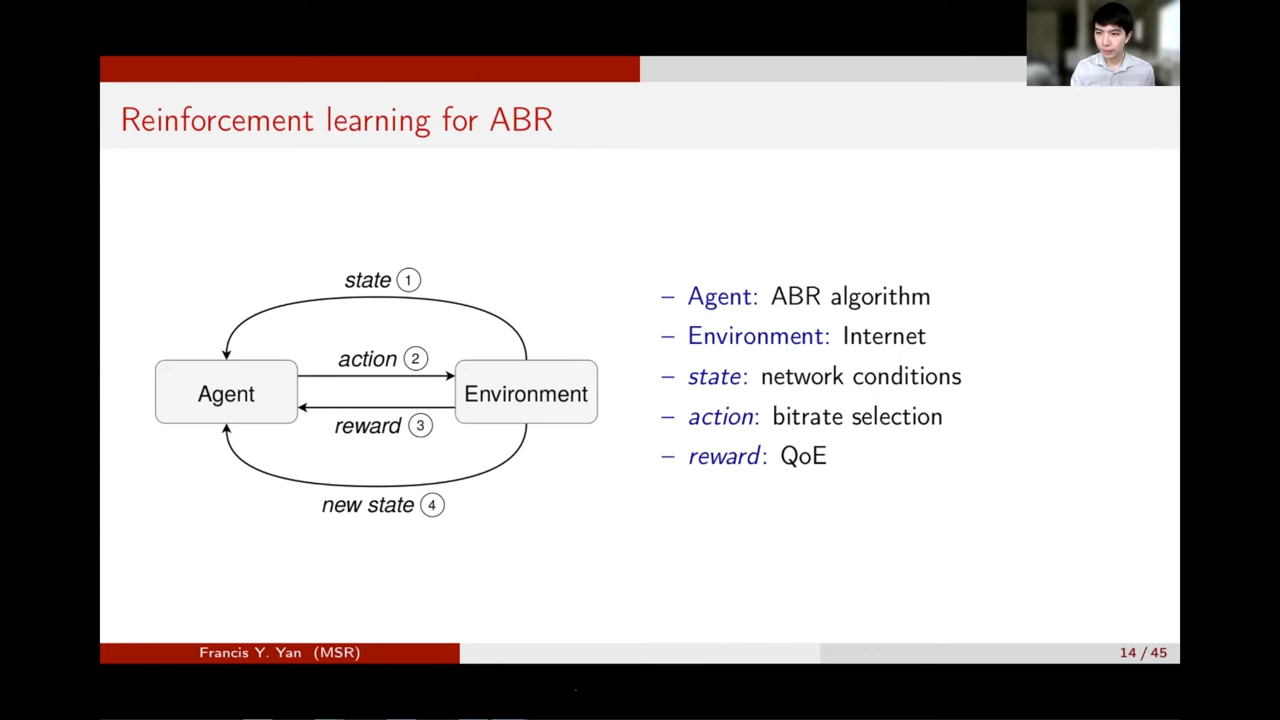 Reinforcement learning for ABR
state 1
action 2
Agent
Environment
reward 3
new state 4
– Agent: ABR algorithm
– Environment: Internet
– state: network conditions
– action: bitrate selection
– reward: QoE
Francis Y. Yan (MSR)
14 / 45